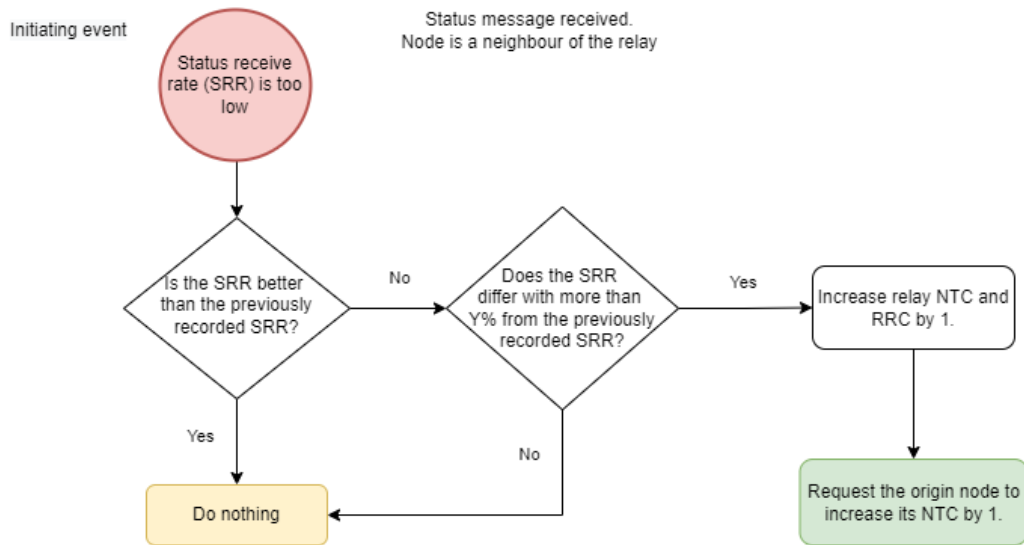 Initiating event
Status message received.
Node is a neighbour of the relay
Status receive
rate (SRR) is too
low
Is the SRR better
than the previously
recorded SRR?
No
Does the SRR
differ with more than
Y% from the previously
recorded SRR?
Yes
Increase relay NTC and
RRC by 1.
Yes
No
Do nothing
Request the origin node to
increase its NTC by 1.